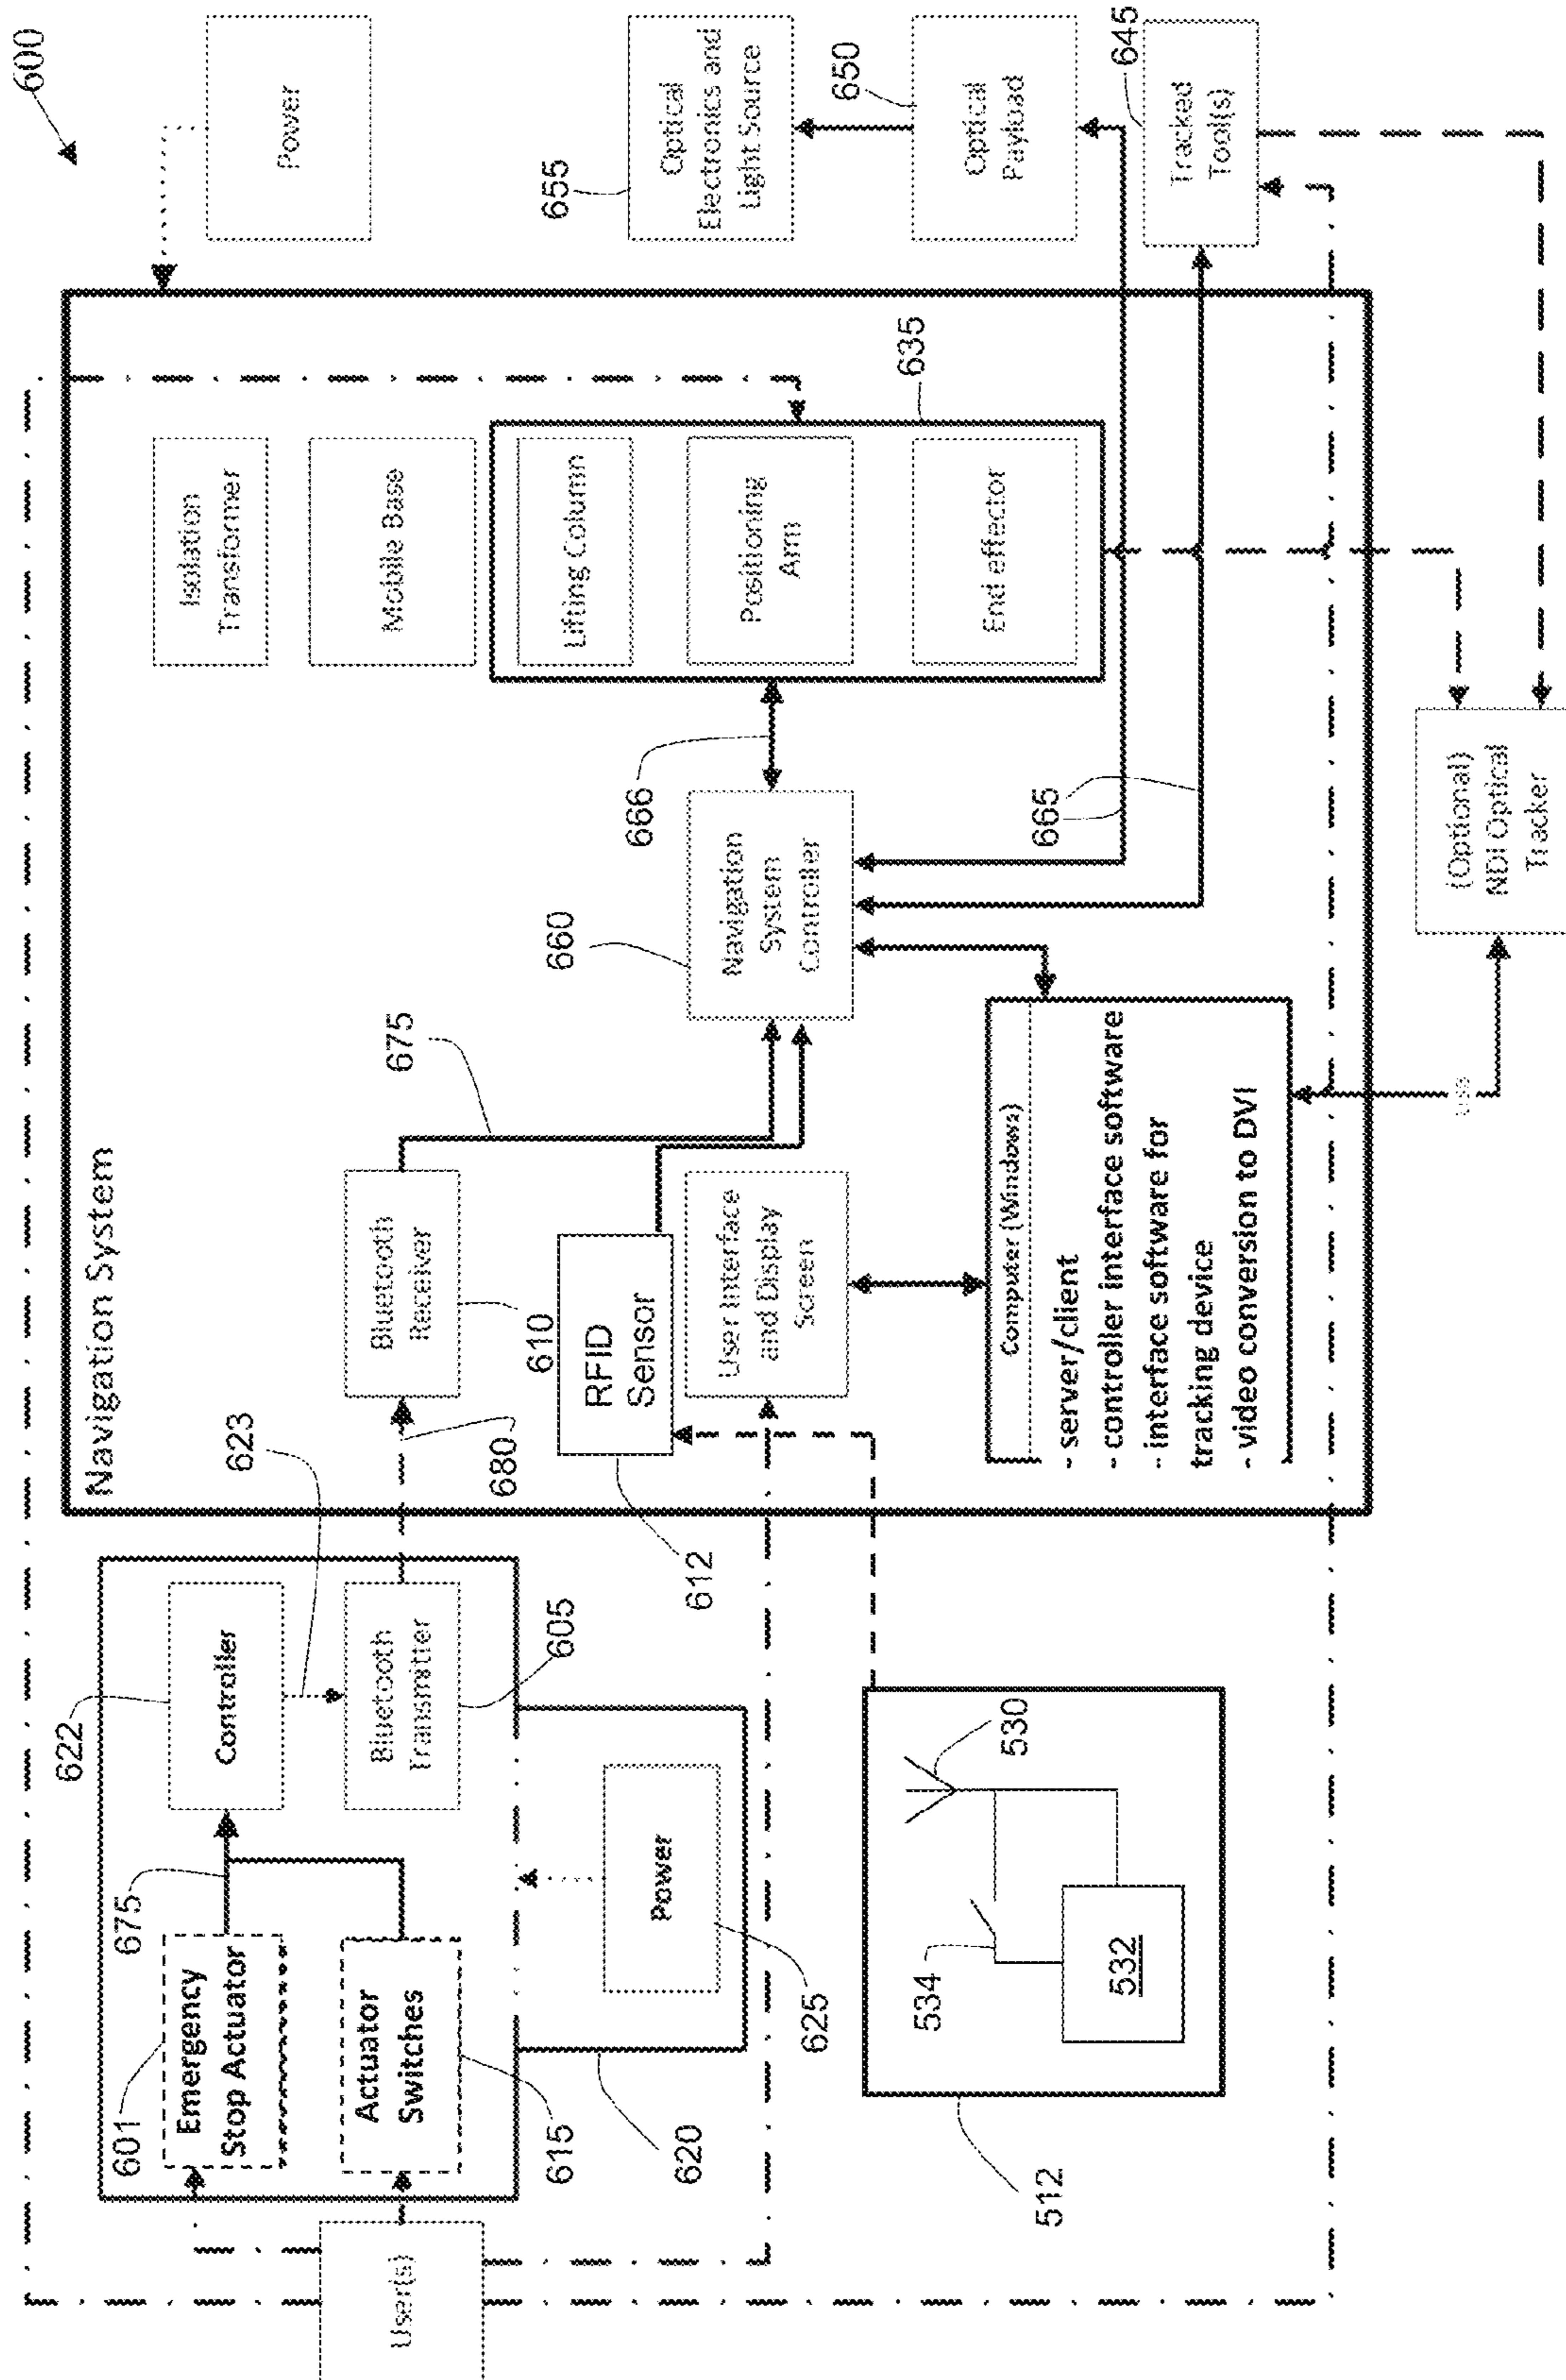 600
Power
Optical
Electronics and
Light Source
655
Optical
Payload
650
Tracked
Tool(s)
645
Navigation System
Isolation
Transformer
Mobile Base
Lifting Column
Positioning
Arm
End effector
635
666
Navigation
System
Controller
660
665
675
Bluetooth
Receiver
610
RFID
Sensor
612
680
User Interface
and Display
Screen
Computer (Windows)
- server/client
- controller interface software
- interface software for
tracking device
- video conversion to DVI
USB
(Optional)
NDI Optical
Tracker
622
Controller
623
Bluetooth
Transmitter
605
675
601
Emergency
Stop Actuator
Actuator
Switches
615
620
Power
625
User(s)
530
534
532
512